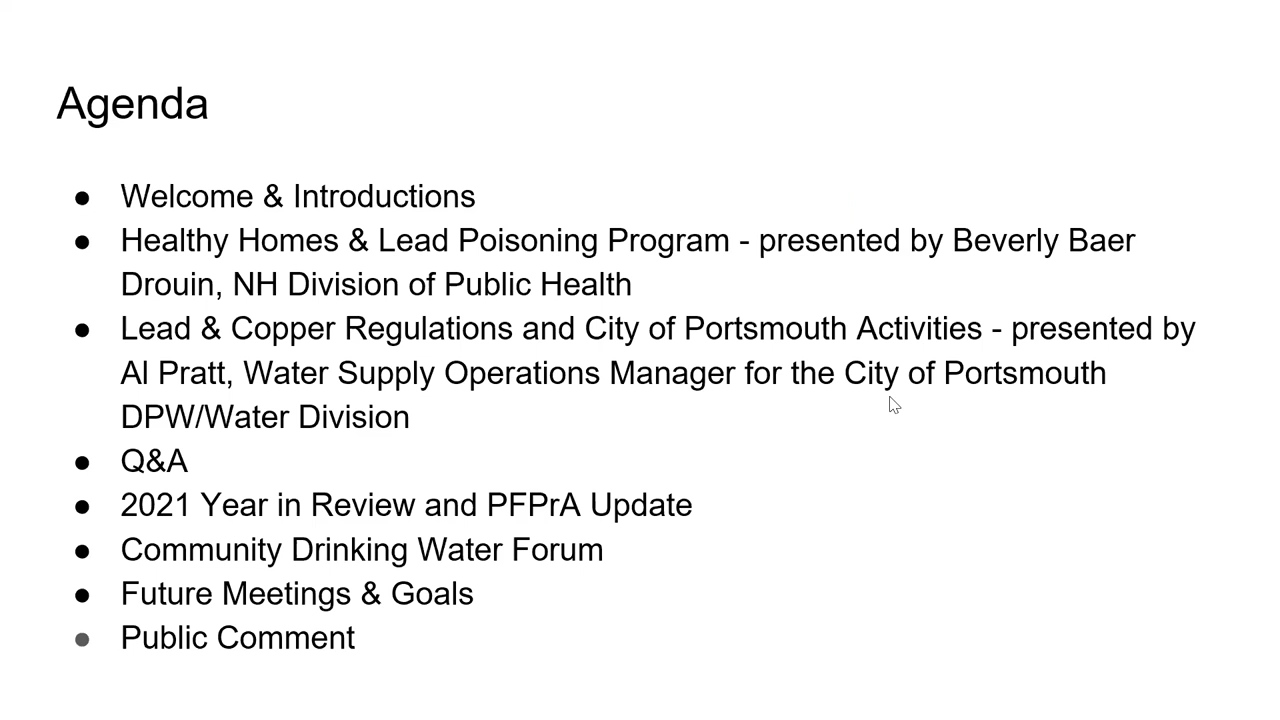 Agenda
● Welcome & Introductions
● Healthy Homes & Lead Poisoning Program - presented by Beverly Baer
Drouin, NH Division of Public Health
● Lead & Copper Regulations and City of Portsmouth Activities - presented by
Al Pratt, Water Supply Operations Manager for the City of Portsmouth
DPW/Water Division
● Q&A
● 2021 Year in Review and PFPrA Update
● Community Drinking Water Forum
● Future Meetings & Goals
● Public Comment